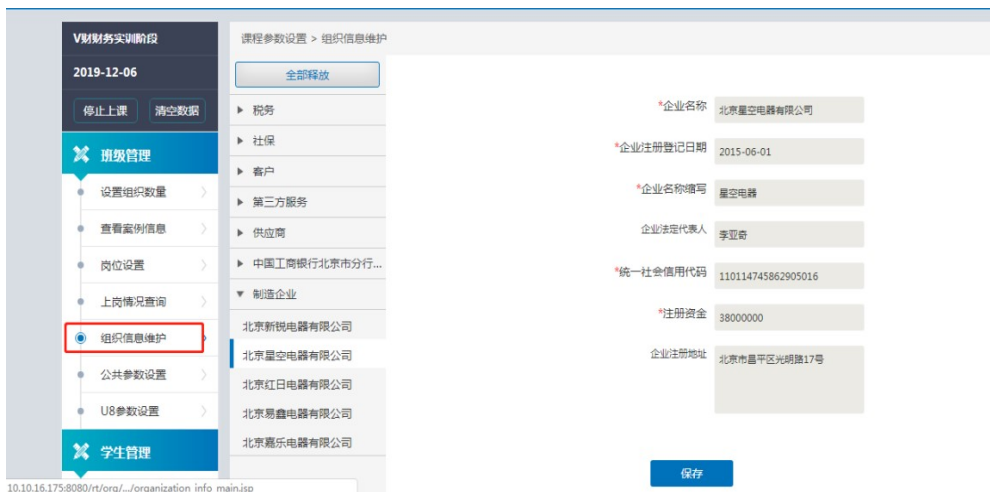 V财财务实训阶段
2019-12-06
停止上课 清空数据
班级管理
设置组织数量
查看案例信息
岗位设置
上岗情况查询
组织信息维护
公共参数设置
U8参数设置
学生管理
课程参数设置 > 组织信息维护
全部释放
税务
社保
客户
第三方服务
供应商
中国工商银行北京市分行...
制造企业
北京新锐电器有限公司
北京星空电器有限公司
北京红日电器有限公司
北京易鑫电器有限公司
北京嘉乐电器有限公司
*企业名称 北京星空电器有限公司
*企业注册登记日期 2015-06-01
*企业名称缩写 星空电器
企业法定代表人 李亚奇
*统一社会信用代码 110114745862905016
*注册资金 38000000
企业注册地址 北京市昌平区光明路17号
保存
10.10.16.175:8080/rt/org/.../organization_info_main.jsp